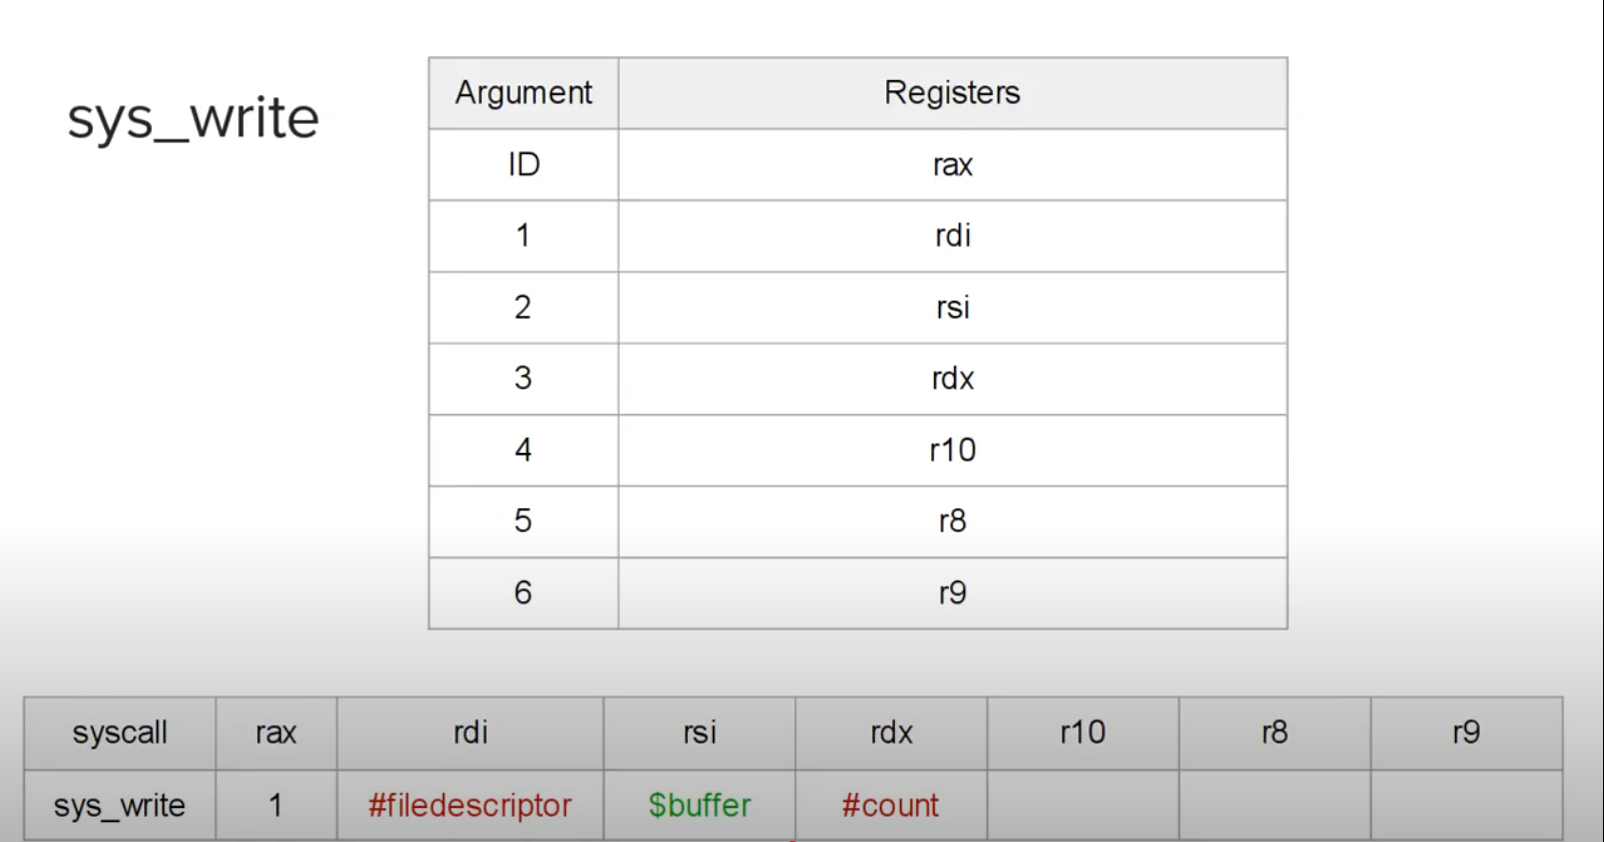 sys_write
Argument Registers
ID rax
1 rdi
2 rsi
3 rdx
4 r10
5 r8
6 r9
syscall rax rdi rsi rdx r10 r8 r9
sys_write 1 #filedescriptor $buffer #count